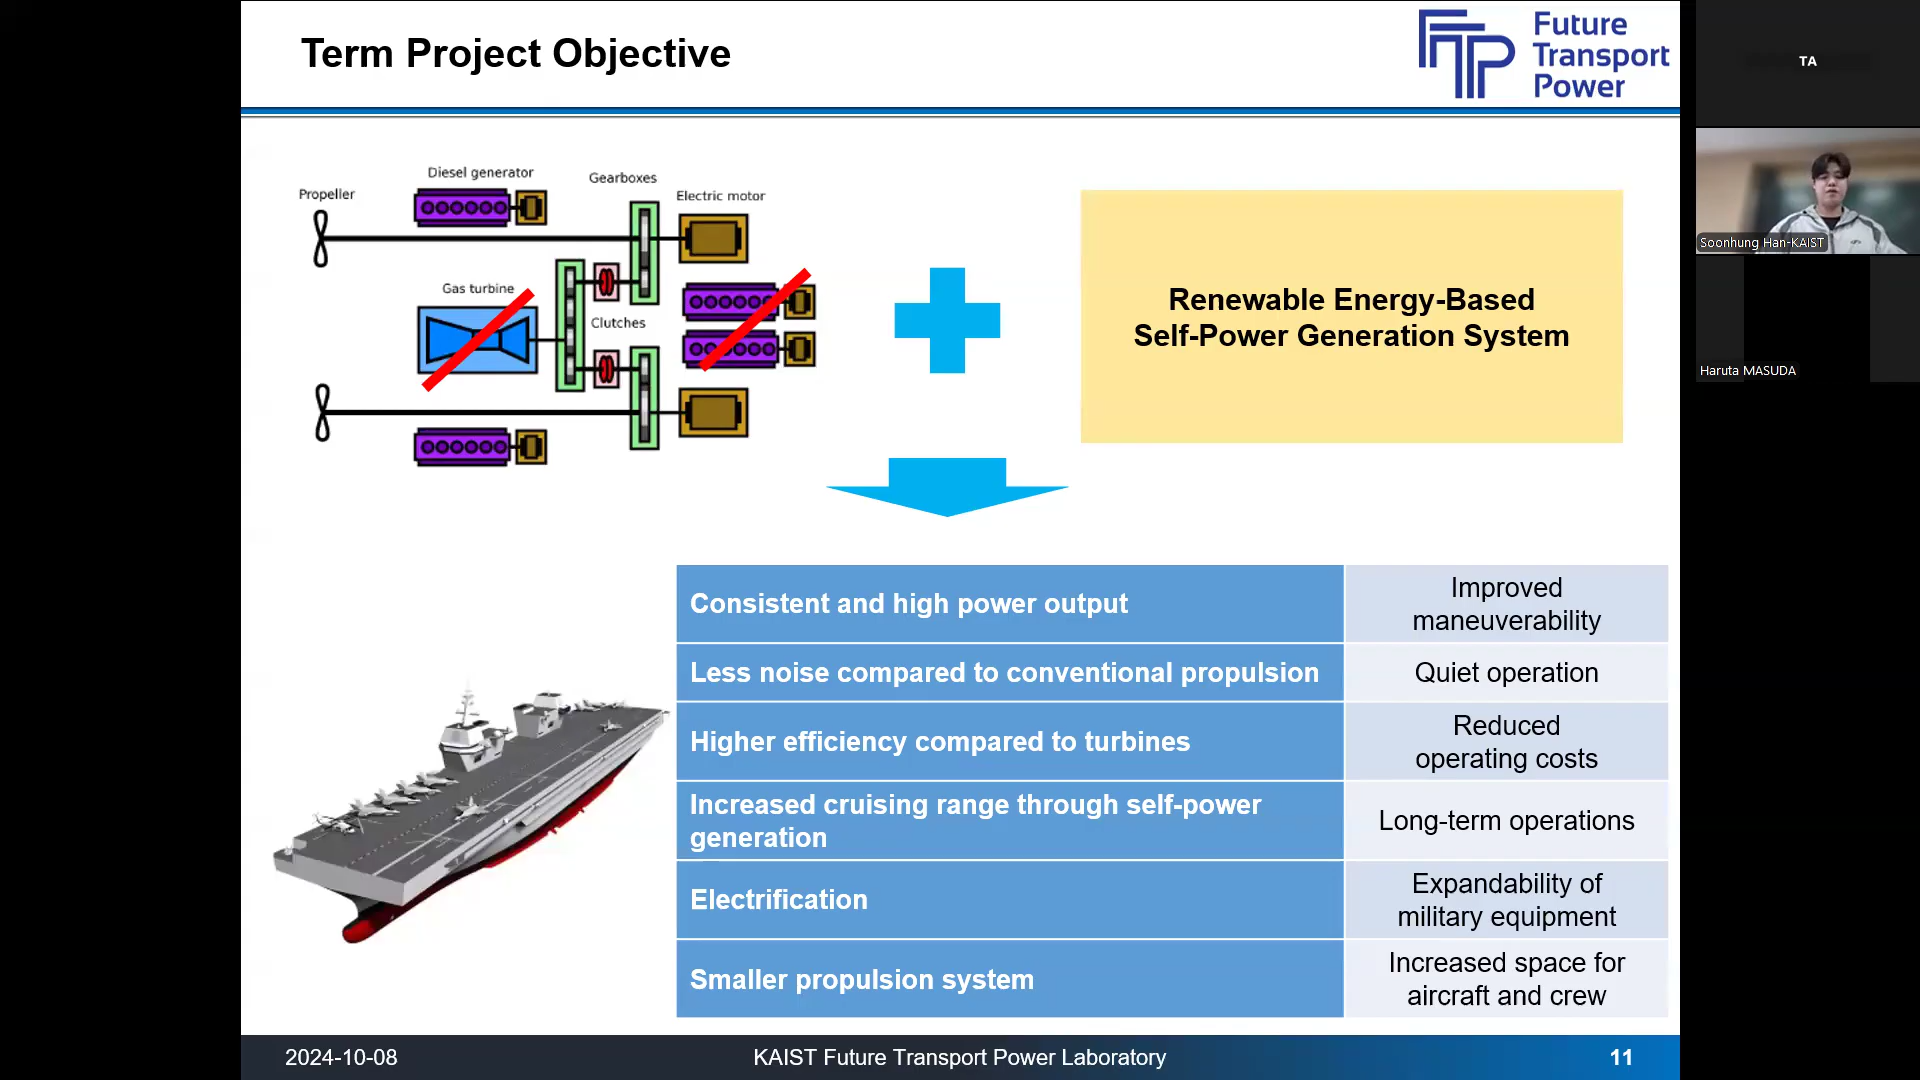 Term Project Objective
Future
Transport
Power
TA
Soonhung Han-KAIST
Haruta MASUDA
Diesel generator
Gearboxes
Propeller
Electric motor
Gas turbine
Clutches
Renewable Energy-Based
Self-Power Generation System
Consistent and high power output
Improved
maneuverability
Less noise compared to conventional propulsion
Quiet operation
Higher efficiency compared to turbines
Reduced
operating costs
Increased cruising range through self-power
generation
Long-term operations
Electrification
Expandability of
military equipment
Smaller propulsion system
Increased space for
aircraft and crew
2024-10-08
KAIST Future Transport Power Laboratory
11